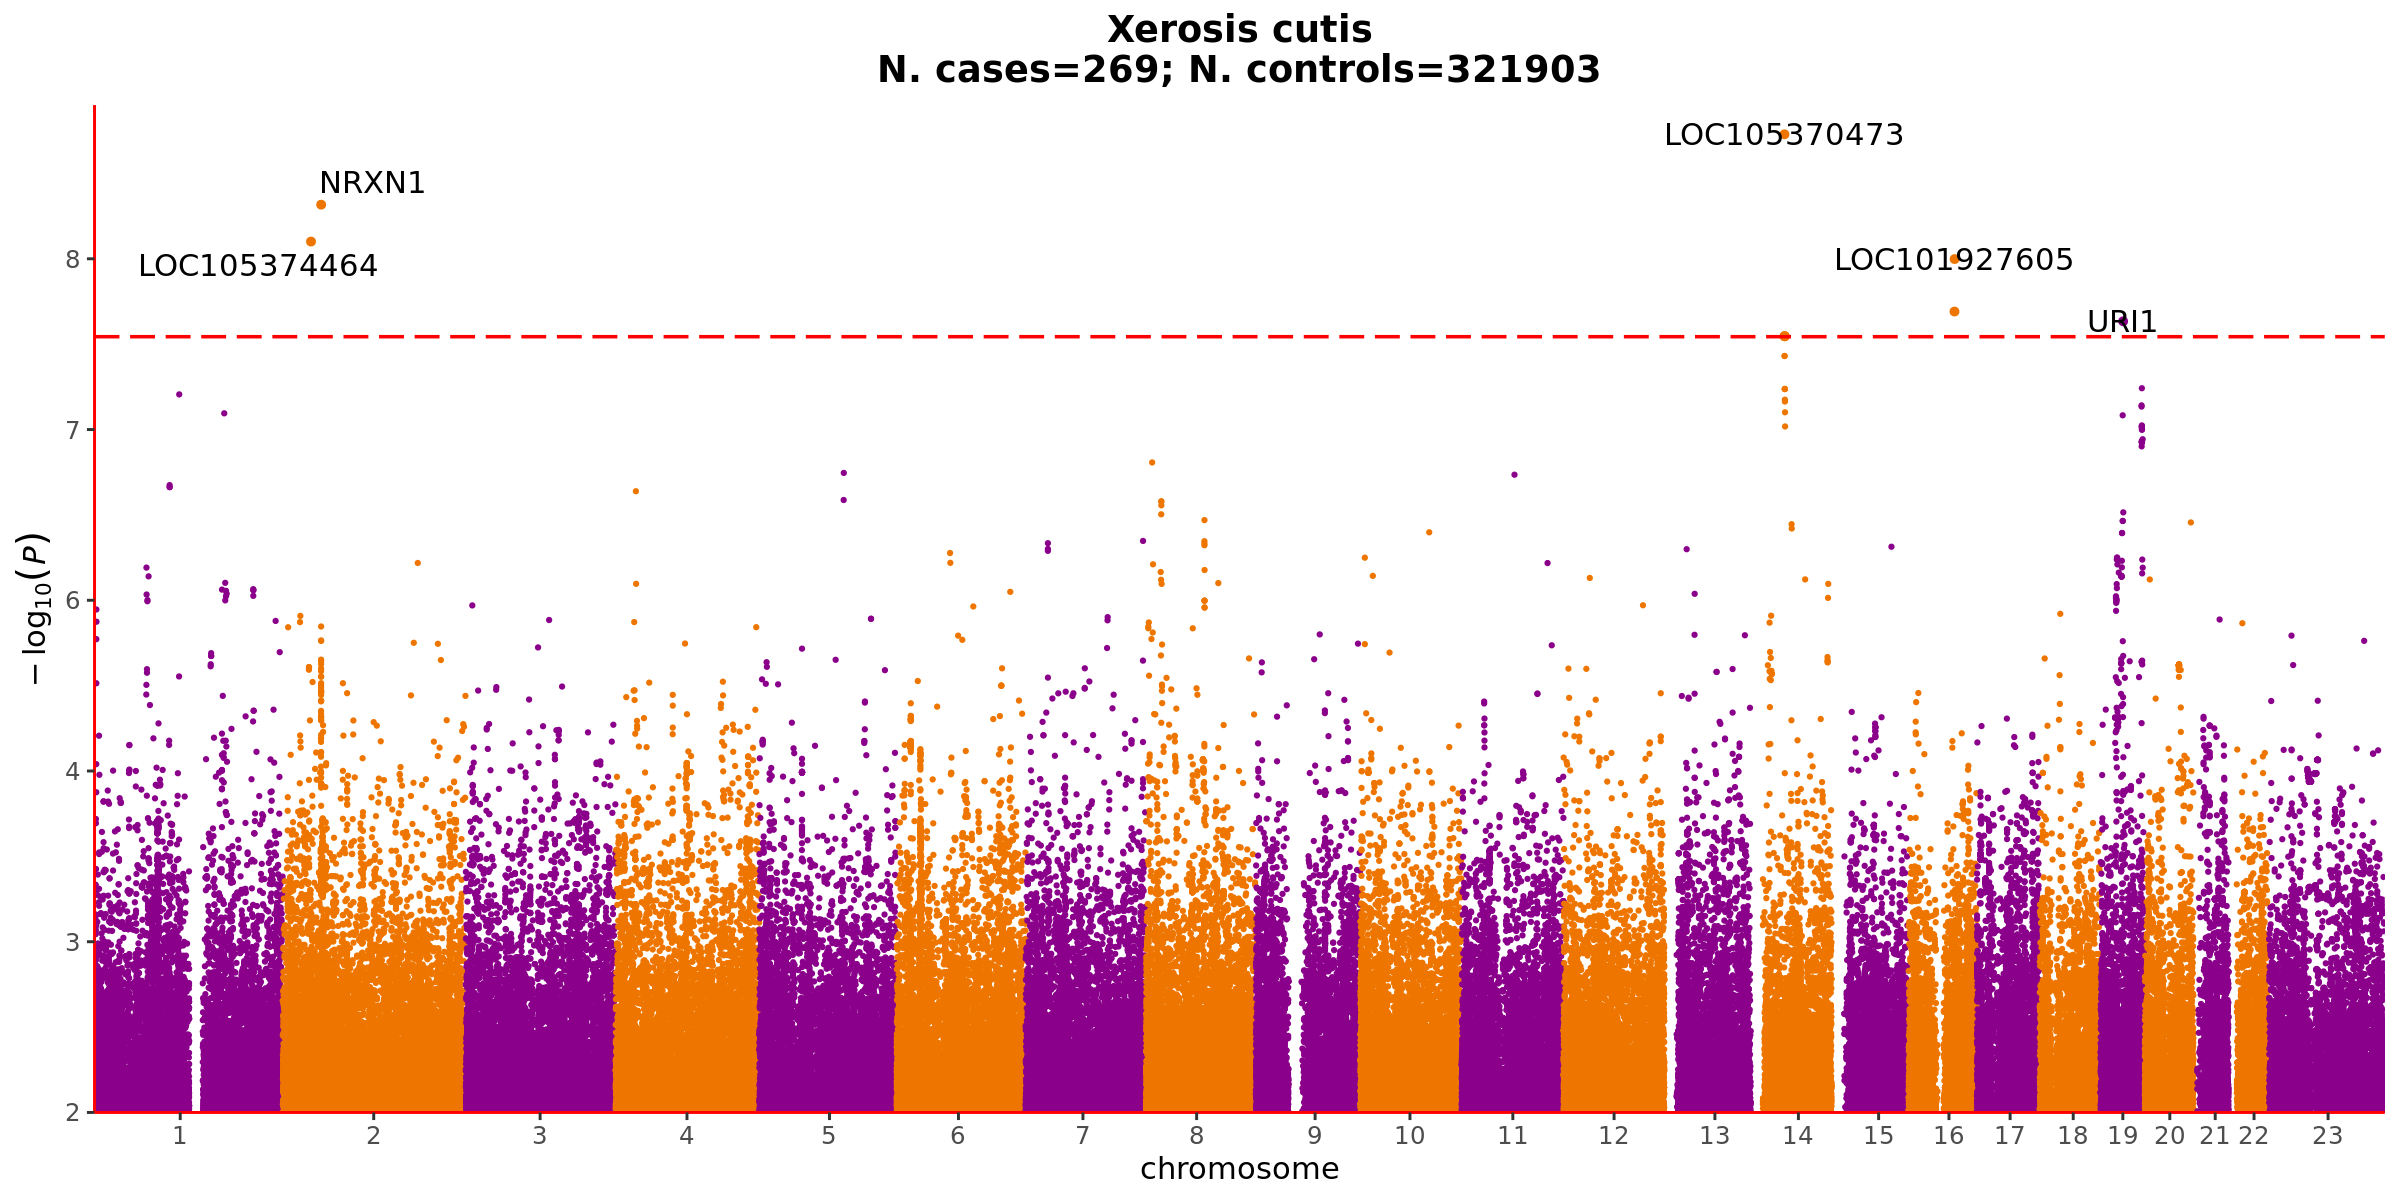 Xerosis cutis
N. cases=269; N. controls=321903
LOC105370473
NRXN1
LOC105374464
LOC101927605
URI1
8
7
6
4
3
2
−log10(P)
1 2 3 4 5 6 7 8 9 10 11 12 13 14 15 16 17 18 19 20 21 22 23
chromosome